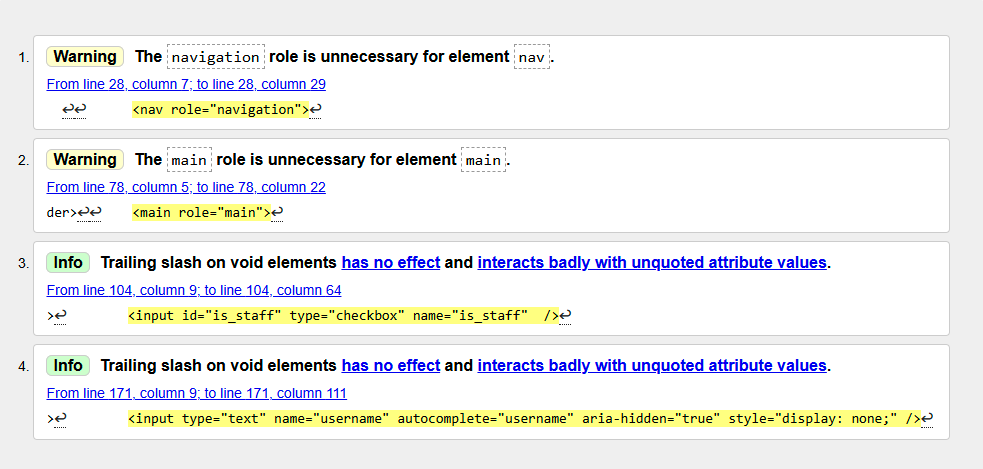 1. Warning The navigation role is unnecessary for element nav.
From line 28, column 7; to line 28, column 29
↩↩      <nav role="navigation">↩
2. Warning The main role is unnecessary for element main.
From line 78, column 5; to line 78, column 22
der>↩↩    <main role="main">↩
3. Info Trailing slash on void elements has no effect and interacts badly with unquoted attribute values.
From line 104, column 9; to line 104, column 64
>↩        <input id="is_staff" type="checkbox" name="is_staff"  />↩
4. Info Trailing slash on void elements has no effect and interacts badly with unquoted attribute values.
From line 171, column 9; to line 171, column 111
>↩        <input type="text" name="username" autocomplete="username" aria-hidden="true" style="display: none;" />↩